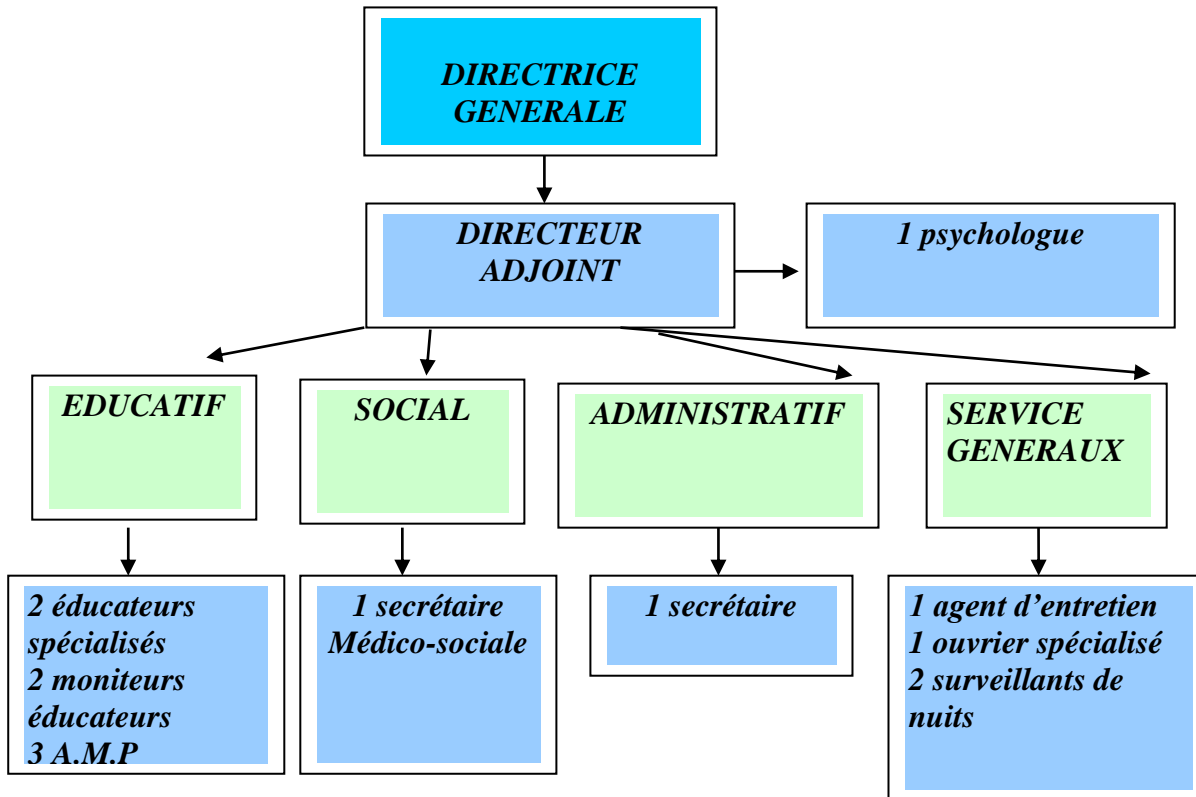 DIRECTRICE
GENERALE
DIRECTEUR
ADJOINT
1 psychologue
EDUCATIF
SOCIAL
ADMINISTRATIF
SERVICE
GENERAUX
2 éducateurs
spécialisés
2 moniteurs
éducateurs
3 A.M.P
1 secrétaire
Médico-sociale
1 secrétaire
1 agent d’entretien
1 ouvrier spécialisé
2 surveillants de
nuits